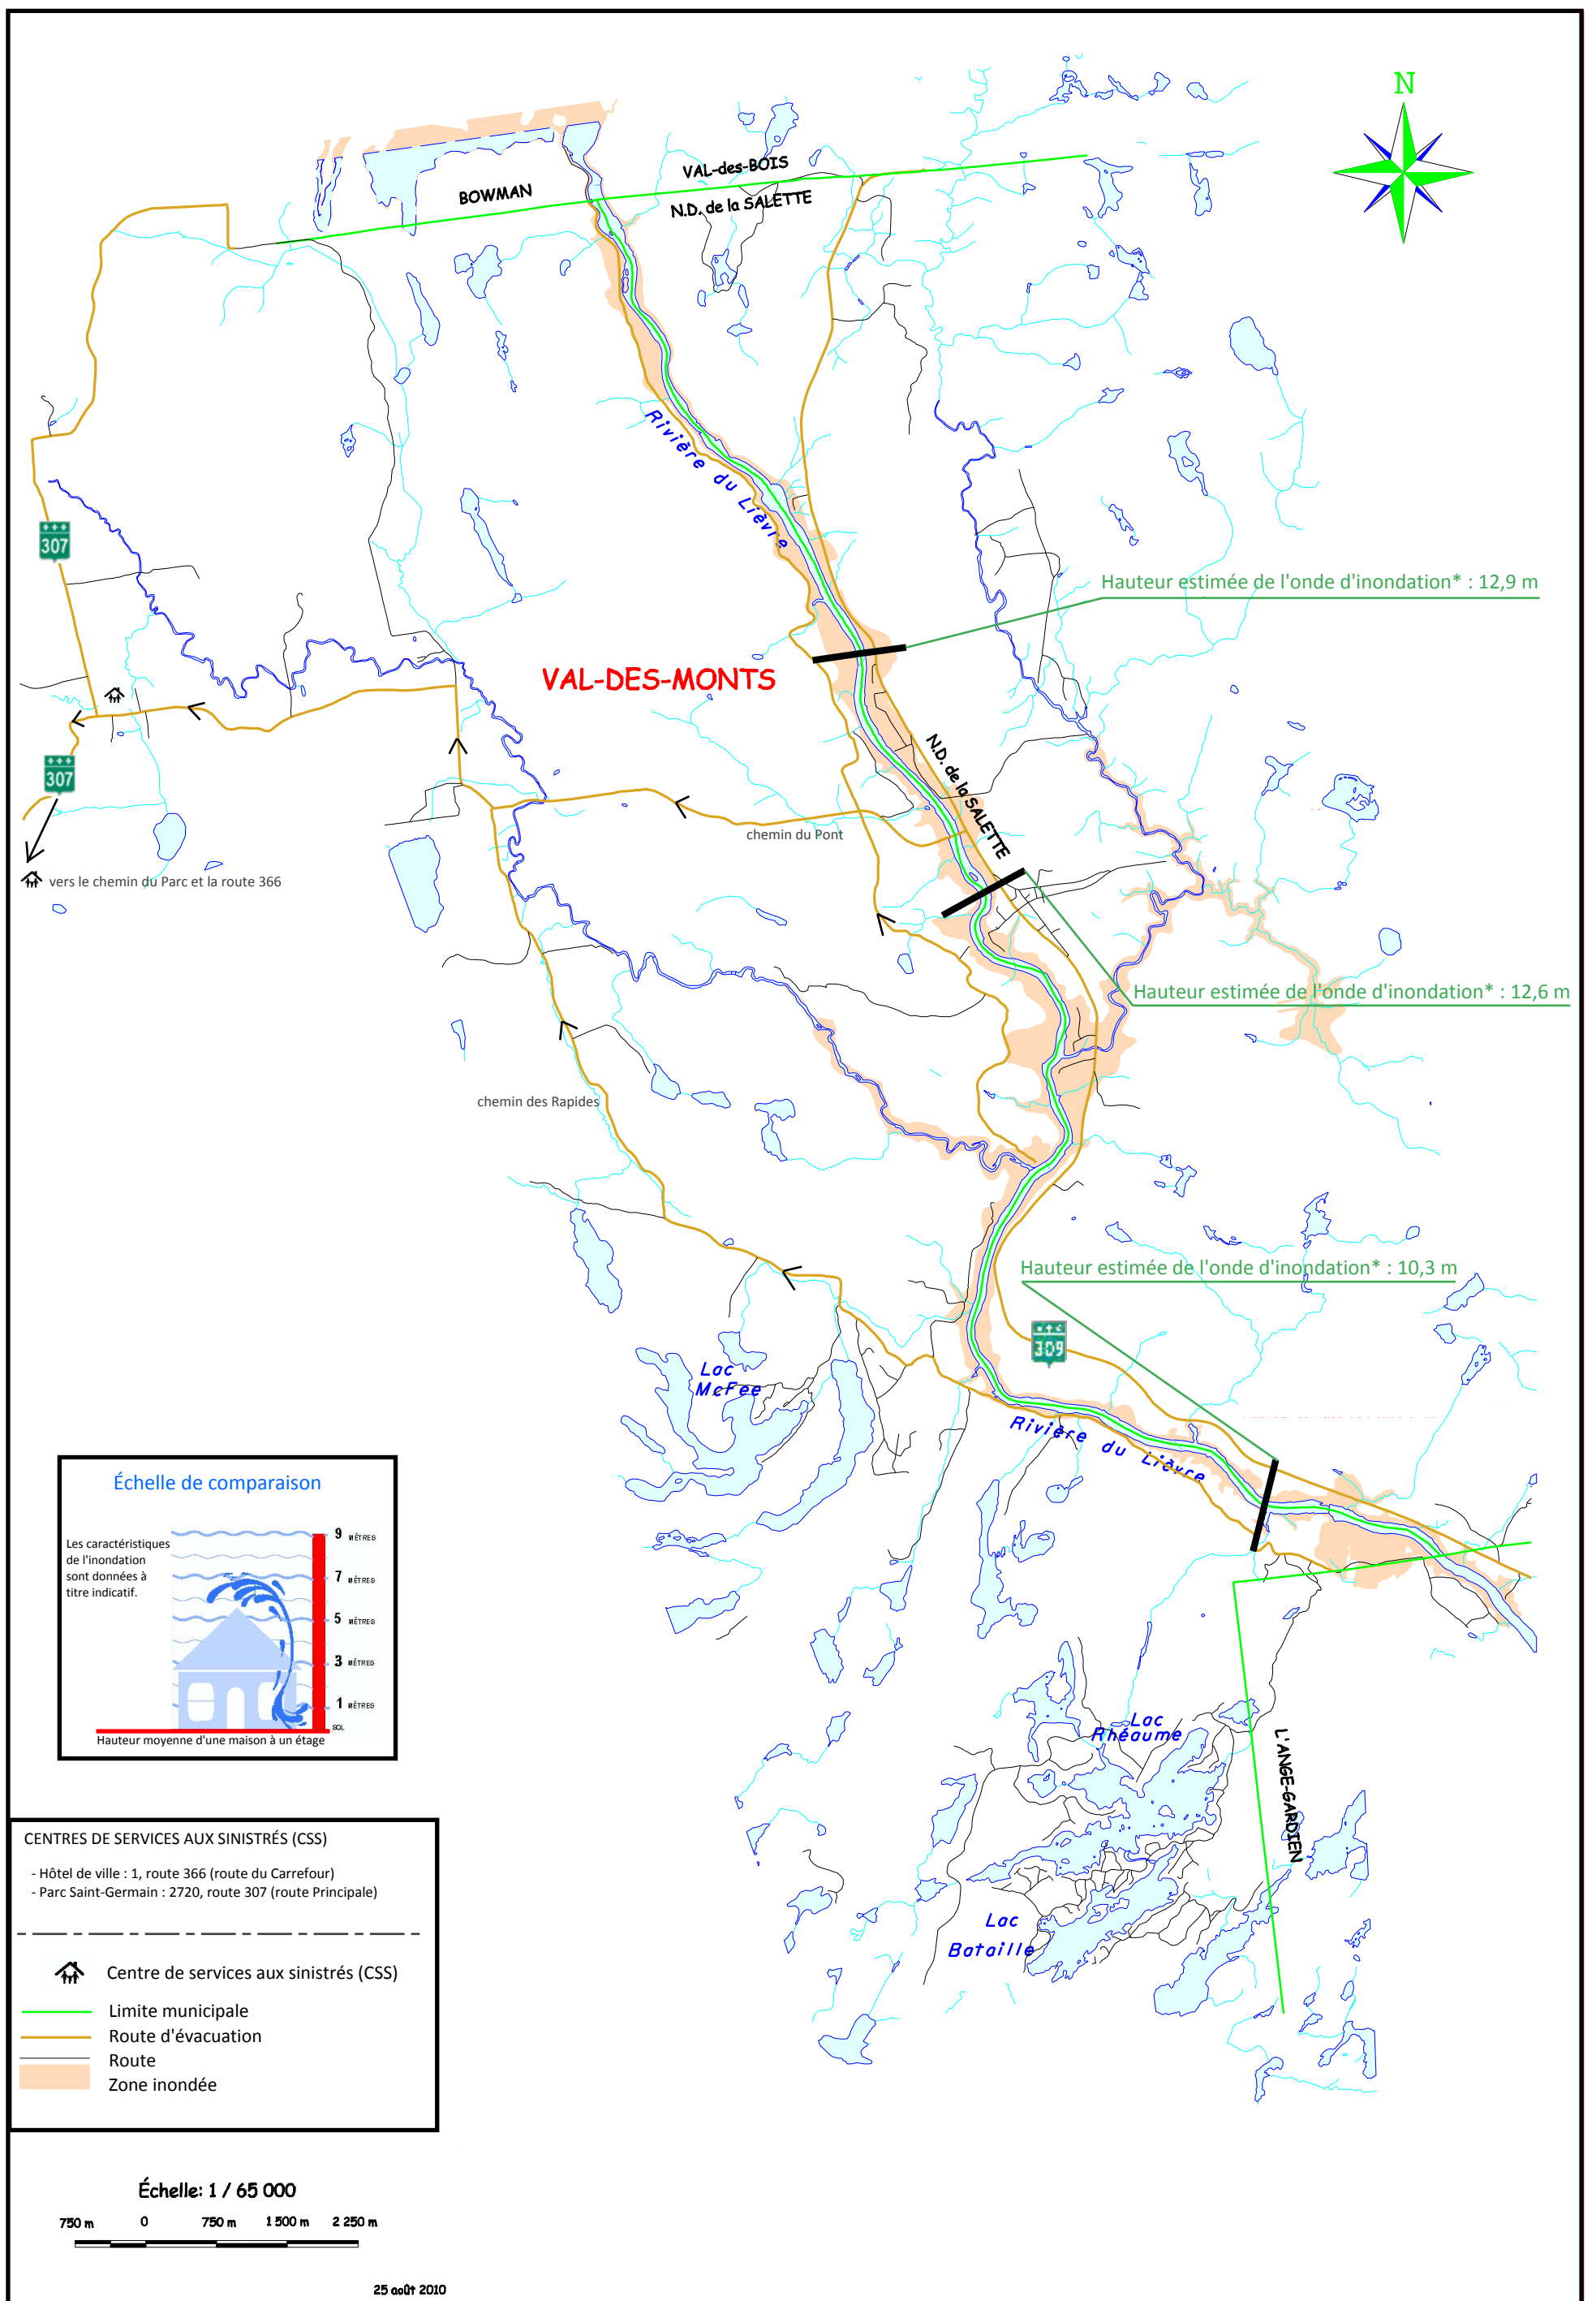 N
VAL-des-BOIS
BOWMAN
N.D. de la SALETTE
Rivière du Lièvre
307
Hauteur estimée de l'onde d'inondation* : 12,9 m
VAL-DES-MONTS
307
N.D. de la SALETTE
chemin du Pont
vers le chemin du Parc et la route 366
Hauteur estimée de l'onde d'inondation* : 12,6 m
chemin des Rapides
Hauteur estimée de l'onde d'inondation* : 10,3 m
309
Lac
McFee
Rivière du Lièvre
Échelle de comparaison
Les caractéristiques
de l'inondation
sont données à
titre indicatif.
9 MÈTRES
7 MÈTRES
5 MÈTRES
3 MÈTRES
1 MÈTRES
SOL
Hauteur moyenne d'une maison à un étage
Lac
Rhéaume
L'ANGE-GARDIEN
Lac
Bataille
CENTRES DE SERVICES AUX SINISTRÉS (CSS)
- Hôtel de ville : 1, route 366 (route du Carrefour)
- Parc Saint-Germain : 2720, route 307 (route Principale)
Centre de services aux sinistrés (CSS)
Limite municipale
Route d'évacuation
Route
Zone inondée
Échelle: 1 / 65 000
750 m 0 750 m 1 500 m 2 250 m
25 août 2010